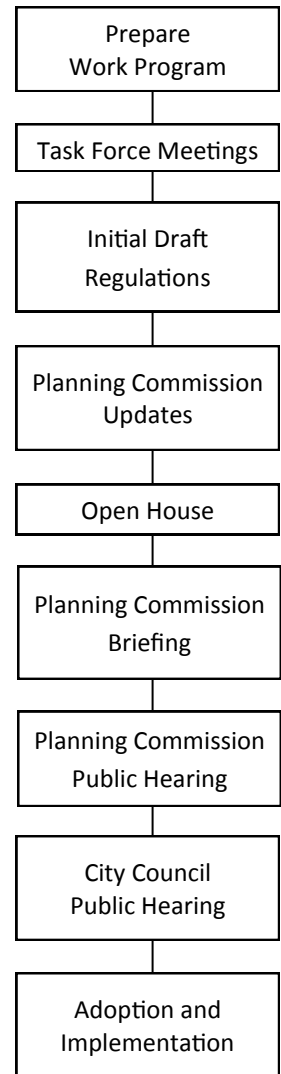 Prepare
Work Program
Task Force Meetings
Initial Draft
Regulations
Planning Commission
Updates
Open House
Planning Commission
Briefing
Planning Commission
Public Hearing
City Council
Public Hearing
Adoption and
Implementation